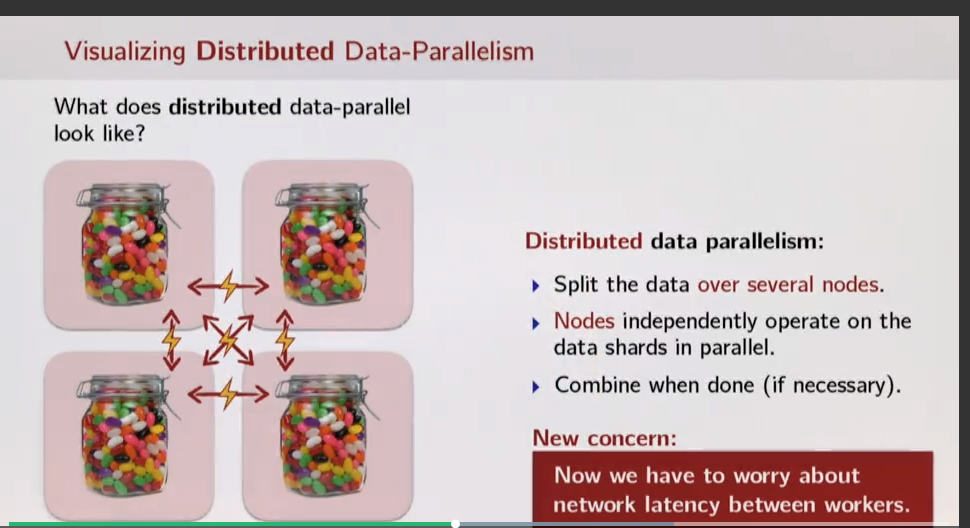 Visualizing Distributed Data-Parallelism
What does distributed data-parallel
look like?
Distributed data parallelism:
Split the data over several nodes.
Nodes independently operate on the
data shards in parallel.
Combine when done (if necessary).
New concern:
Now we have to worry about
network latency between workers.